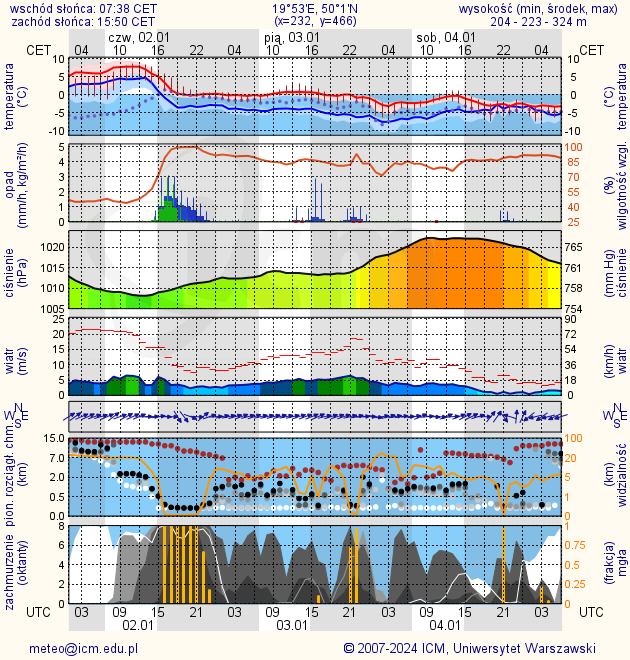 wschód słońca: 07:38 CET
19°53'E, 50°1'N
wysokość (min, środek, max)
zachód słońca: 15:50 CET
(x=232, y=466)
204 - 223 - 324 m
czw, 02.01
pią, 03.01
sob, 04.01
CET
04 10 16 22 04 10 16 22 04 10 16 22 04
CET
temperatura
(°C)
10
5
0
-5
-10
10
5
0
-5
-10
(°C)
temperatura
opad
(mm/h, kg/m²/h)
5
4
3
2
1
0
100
85
70
55
40
25
(%)
wilgotność wzgl.
ciśnienie
(hPa)
1020
1015
1010
1005
765
761
758
754
(mm Hg)
ciśnienie
wiatr
(m/s)
25
20
15
10
5
0
90
72
54
36
18
0
(km/h)
wiatr
N
W E
S
N
W E
S
pion. rozciągł. chm.
(km)
15.0
7.0
2.0
0.5
0.0
100
20
5
1
0
(km)
widzialność
zachmurzenie
(oktanty)
8
6
4
2
0
1
0.75
0.5
0.25
0
(frakcja)
mgła
UTC
03 09 15 21 03 09 15 21 03 09 15 21 03
UTC
02.01
03.01
04.01
meteo@icm.edu.pl
© 2007-2024 ICM, Uniwersytet Warszawski